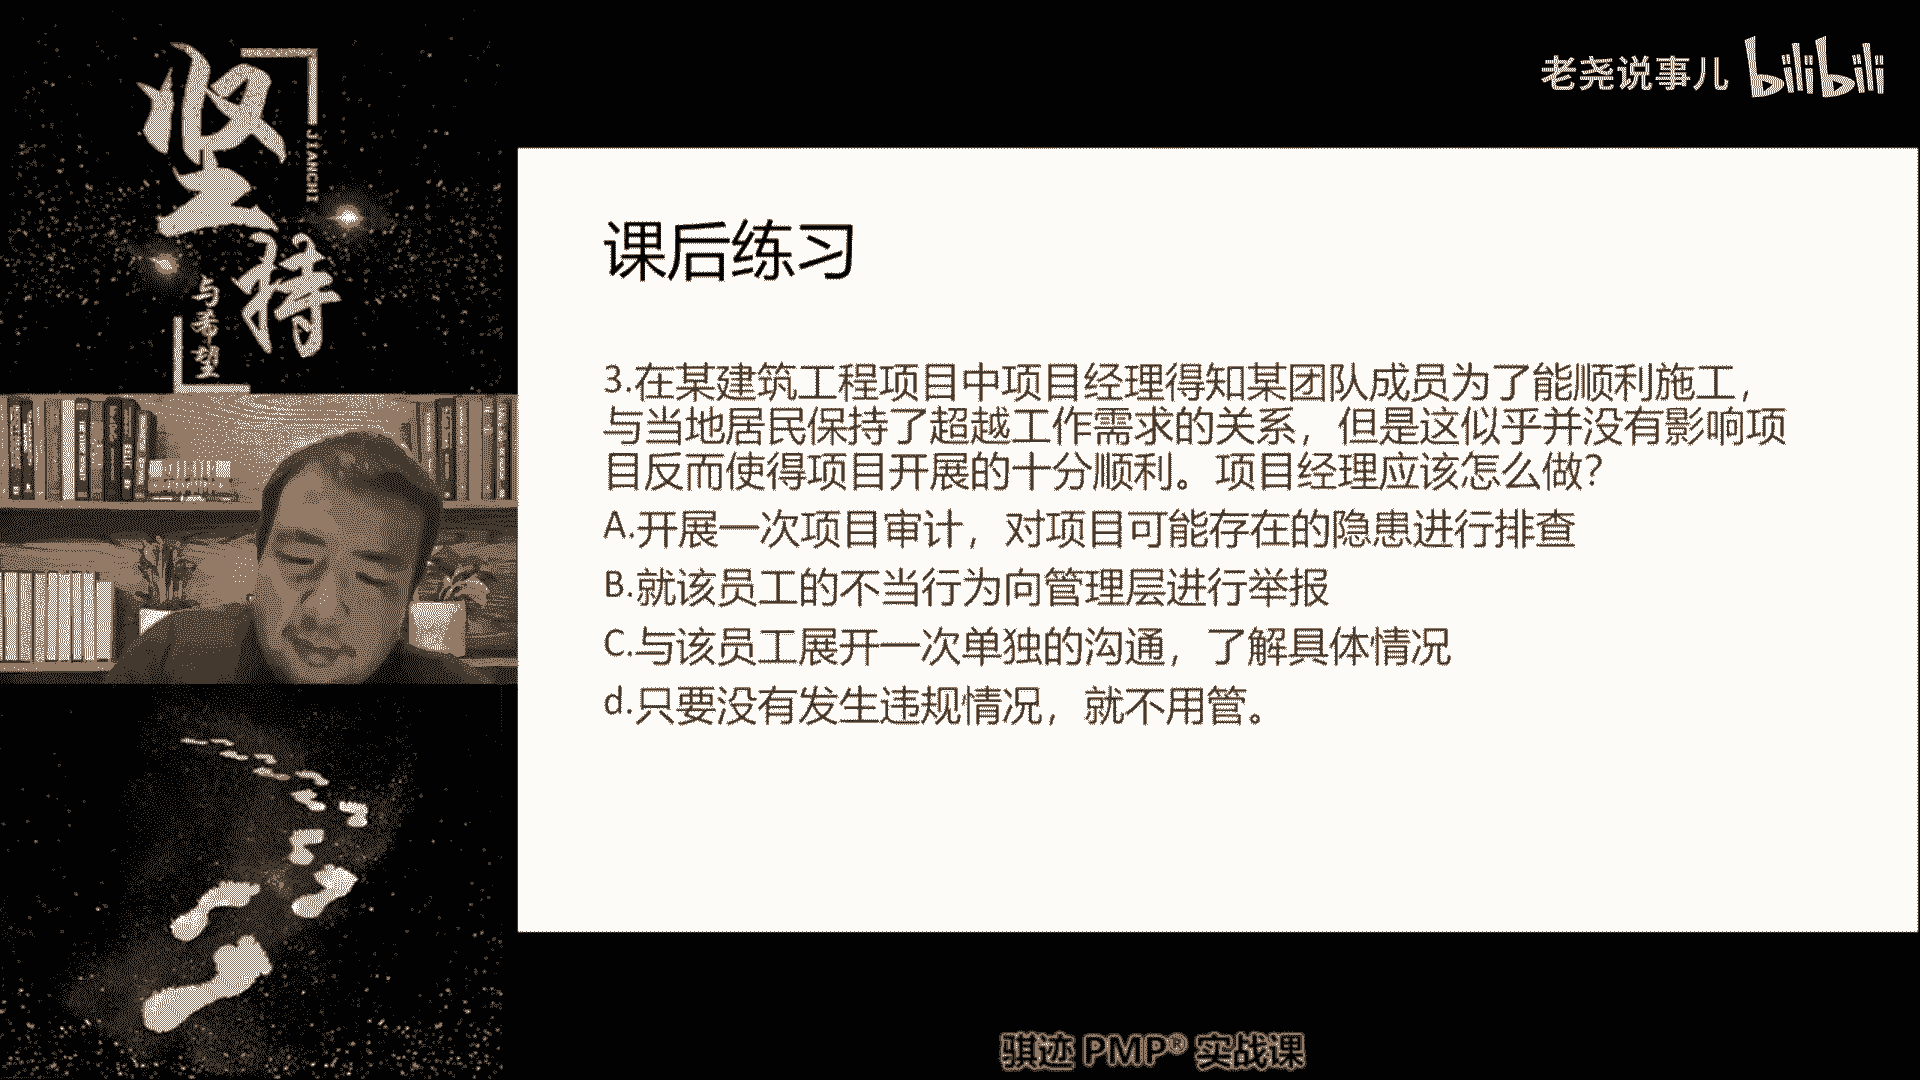 坚
持
JIANCHI
与希望
老尧说事儿 bilibili
课后练习
3.在某建筑工程项目中项目经理得知某团队成员为了能顺利施工，
与当地居民保持了超越工作需求的关系，但是这似乎并没有影响项
目反而使得项目开展的十分顺利。项目经理应该怎么做？
A.开展一次项目审计，对项目可能存在的隐患进行排查
B.就该员工的不当行为向管理层进行举报
C.与该员工展开一次单独的沟通，了解具体情况
d.只要没有发生违规情况，就不用管。
骐迹 PMP® 实战课